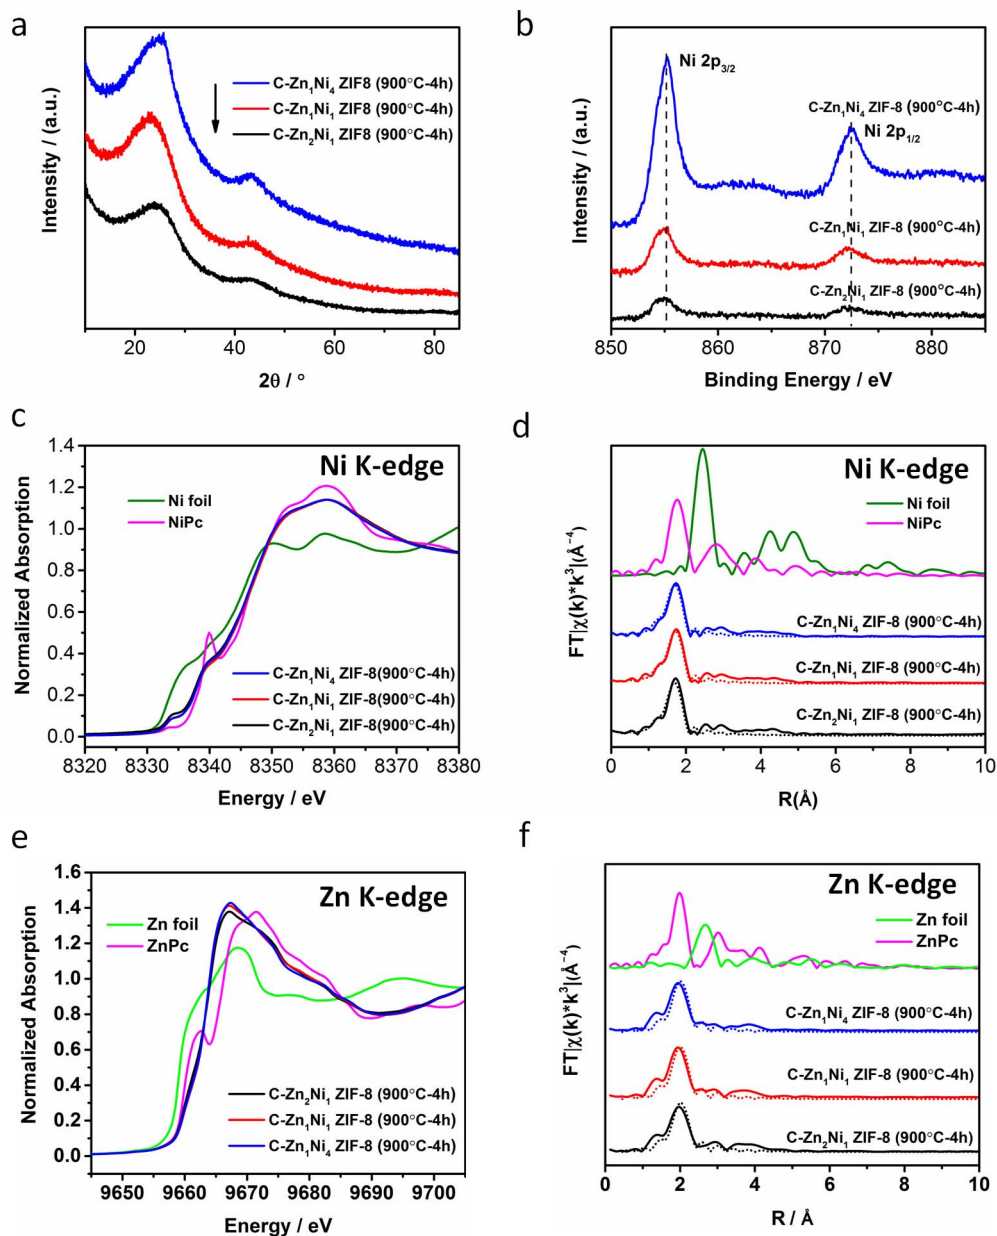 a
Intensity / (a.u.)
C-Zn₁Ni₄ ZIF8 (900°C-4h)
C-Zn₁Ni₁ ZIF8 (900°C-4h)
C-Zn₂Ni₁ ZIF8 (900°C-4h)
20 40 60 80
2θ / °
b
Intensity / (a.u.)
Ni 2p₃/₂
C-Zn₁Ni₄ ZIF-8 (900°C-4h)
Ni 2p₁/₂
C-Zn₁Ni₁ ZIF-8 (900°C-4h)
C-Zn₂Ni₁ ZIF-8 (900°C-4h)
850 860 870 880
Binding Energy / eV
c
Ni K-edge
Normalized Absorption
1.4
1.2
1.0
0.8
0.6
0.4
0.2
0.0
Ni foil
NiPc
C-Zn₁Ni₄ ZIF-8(900°C-4h)
C-Zn₁Ni₁ ZIF-8(900°C-4h)
C-Zn₂Ni₁ ZIF-8(900°C-4h)
8320 8330 8340 8350 8360 8370 8380
Energy / eV
d
Ni K-edge
FT|χ(k)*k³|(Å⁻⁴)
Ni foil
NiPc
C-Zn₁Ni₄ ZIF-8 (900°C-4h)
C-Zn₁Ni₁ ZIF-8 (900°C-4h)
C-Zn₂Ni₁ ZIF-8 (900°C-4h)
0 2 4 6 8 10
R(Å)
e
Zn K-edge
Normalized Absorption
1.6
1.4
1.2
1.0
0.8
0.6
0.4
0.2
0.0
Zn foil
ZnPc
C-Zn₂Ni₁ ZIF-8 (900°C-4h)
C-Zn₁Ni₁ ZIF-8 (900°C-4h)
C-Zn₁Ni₄ ZIF-8 (900°C-4h)
9650 9660 9670 9680 9690 9700
Energy / eV
f
Zn K-edge
FT|χ(k)*k³|(Å⁻⁴)
Zn foil
ZnPc
C-Zn₁Ni₄ ZIF-8 (900°C-4h)
C-Zn₁Ni₁ ZIF-8 (900°C-4h)
C-Zn₂Ni₁ ZIF-8 (900°C-4h)
0 2 4 6 8 10
R / Å